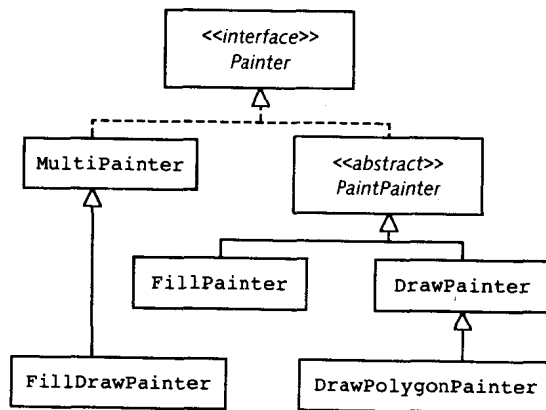 <<interface>>
Painter
MultiPainter
<<abstract>>
PaintPainter
FillPainter
DrawPainter
FillDrawPainter
DrawPolygonPainter